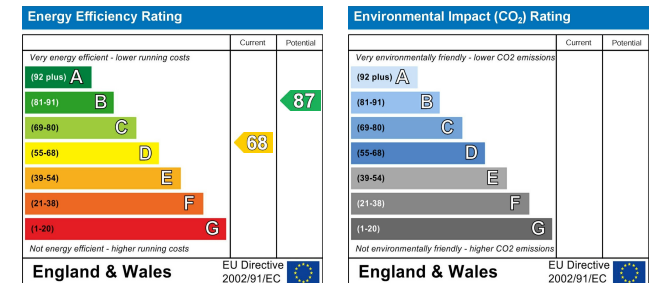 Energy Efficiency Rating
Current Potential
Very energy efficient - lower running costs
(92 plus) A
(81-91) B
87
(69-80) C
68
(55-68) D
(39-54) E
(21-38) F
(1-20) G
Not energy efficient - higher running costs
England & Wales
EU Directive
2002/91/EC
Environmental Impact (CO₂) Rating
Current Potential
Very environmentally friendly - lower CO2 emissions
(92 plus) A
(81-91) B
(69-80) C
(55-68) D
(39-54) E
(21-38) F
(1-20) G
Not environmentally friendly - higher CO2 emissions
England & Wales
EU Directive
2002/91/EC